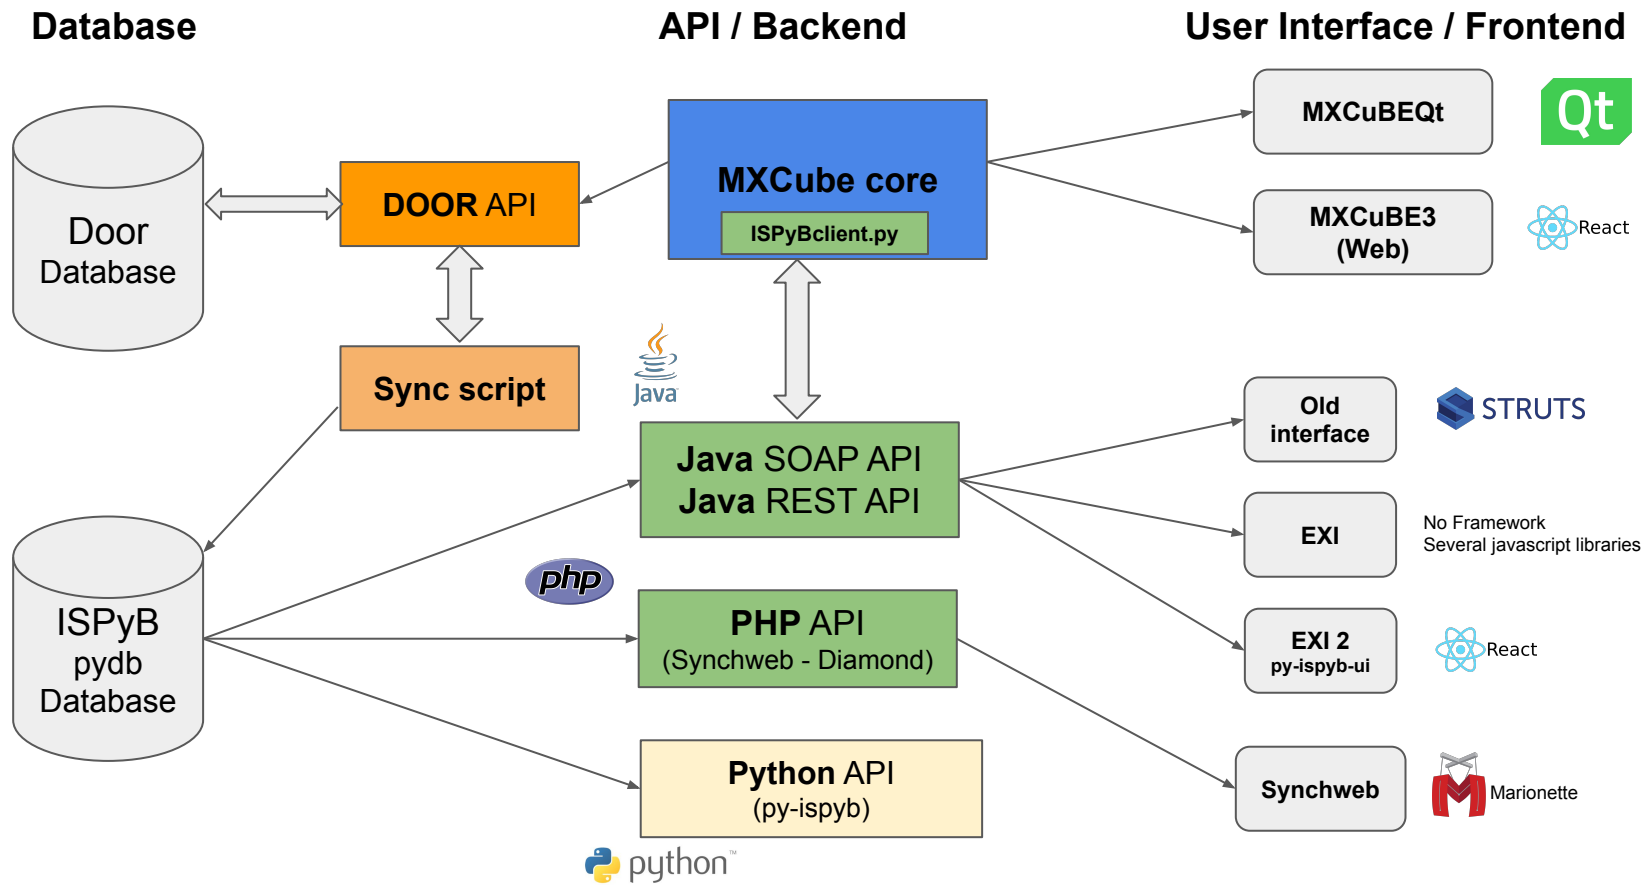 Database
API / Backend
User Interface / Frontend
Door
Database
DOOR API
MXCube core
ISPyBclient.py
MXCuBEQt
Qt
MXCuBE3
(Web)
React
Sync script
Java
Java SOAP API
Java REST API
Old
interface
STRUTS
EXI
No Framework
Several javascript libraries
ISPyB
pydb
Database
php
PHP API
(Synchweb - Diamond)
EXI 2
py-ispyb-ui
React
Python API
(py-ispyb)
Synchweb
Marionette
python™